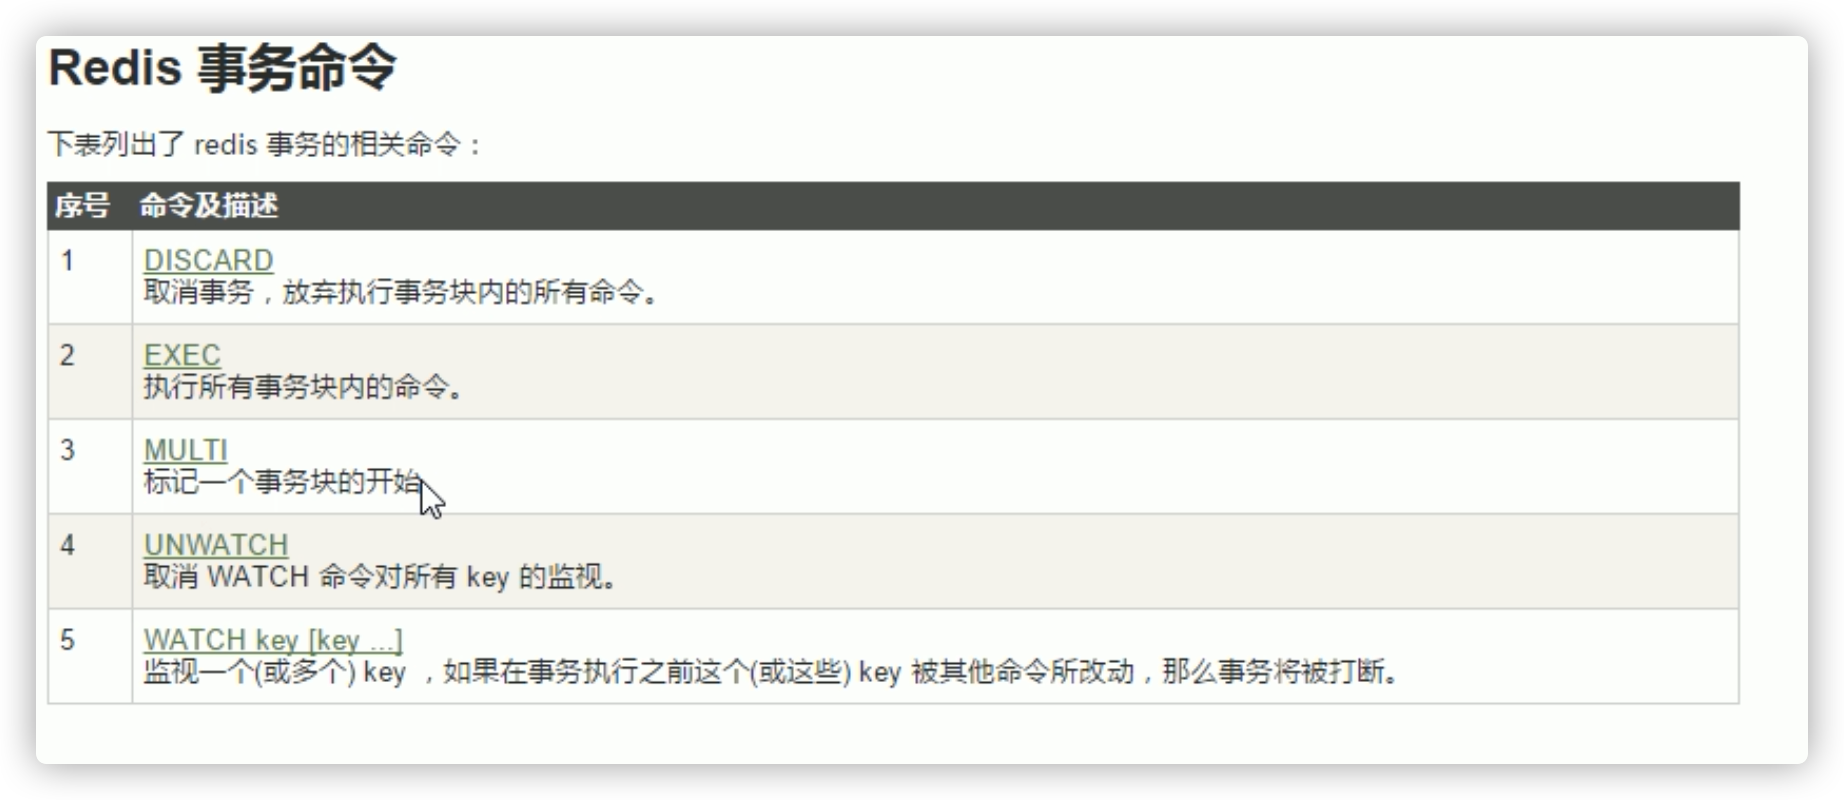 Redis 事务命令
下表列出了 redis 事务的相关命令：
序号 命令及描述
1 DISCARD
取消事务，放弃执行事务块内的所有命令。
2 EXEC
执行所有事务块内的命令。
3 MULTI
标记一个事务块的开始
4 UNWATCH
取消 WATCH 命令对所有 key 的监视。
5 WATCH key [key ...]
监视一个(或多个) key ，如果在事务执行之前这个(或这些) key 被其他命令所改动，那么事务将被打断。